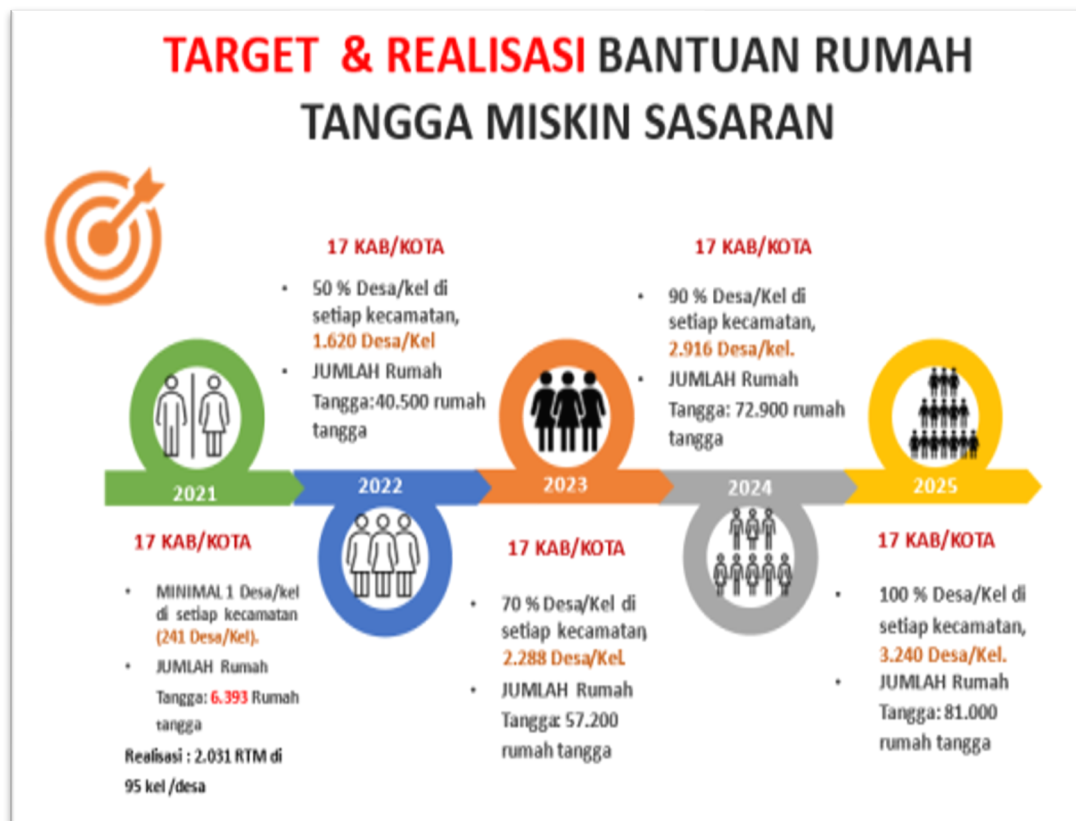 TARGET & REALISASI BANTUAN RUMAH
TANGGA MISKIN SASARAN
2021
17 KAB/KOTA
• MINIMAL 1 Desa/kel
di setiap kecamatan
(241 Desa/Kel).
• JUMLAH Rumah
Tangga: 6.393 Rumah
tangga
Realisasi : 2.031 RTM di
95 kel /desa
17 KAB/KOTA
• 50 % Desa/kel di
setiap kecamatan,
1.620 Desa/Kel
• JUMLAH Rumah
Tangga:40.500 rumah
tangga
2022
2023
17 KAB/KOTA
• 70 % Desa/Kel di
setiap kecamatan,
2.288 Desa/Kel.
• JUMLAH Rumah
Tangga: 57.200
rumah tangga
17 KAB/KOTA
• 90 % Desa/Kel di
setiap kecamatan,
2.916 Desa/kel.
• JUMLAH Rumah
Tangga: 72.900 rumah
tangga
2024
2025
17 KAB/KOTA
• 100 % Desa/Kel di
setiap kecamatan,
3.240 Desa/Kel.
• JUMLAH Rumah
Tangga: 81.000
rumah tangga